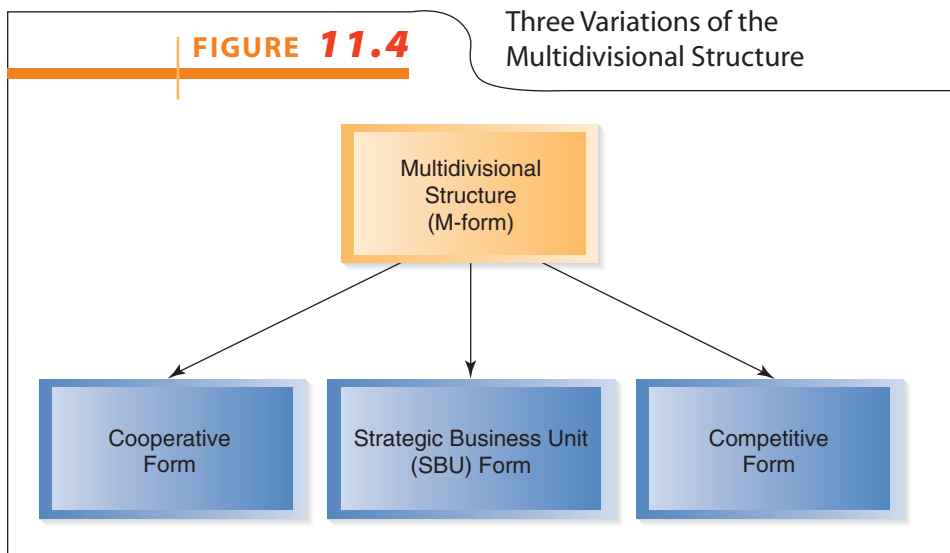 FIGURE 11.4
Three Variations of the
Multidivisional Structure
Multidivisional
Structure
(M-form)
Cooperative
Form
Strategic Business Unit
(SBU) Form
Competitive
Form